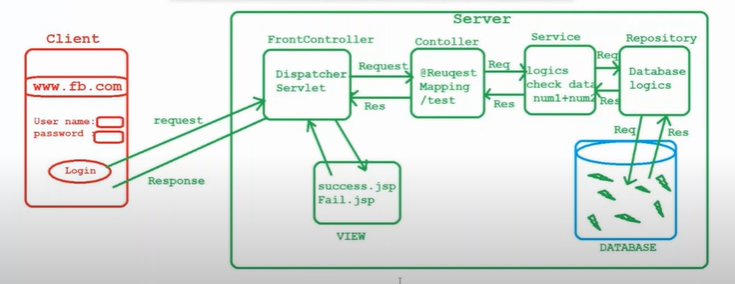 Server
Client
FrontController
Contoller
Service
Repository
www.fb.com
User name:
password :
Login
request
Response
Dispatcher
Servlet
Request
Res
@Reuqest
Mapping
/test
Req
Res
logics
check data
num1+num2
Req
Res
Database
logics
Req
Res
success.jsp
Fail.jsp
VIEW
DATABASE